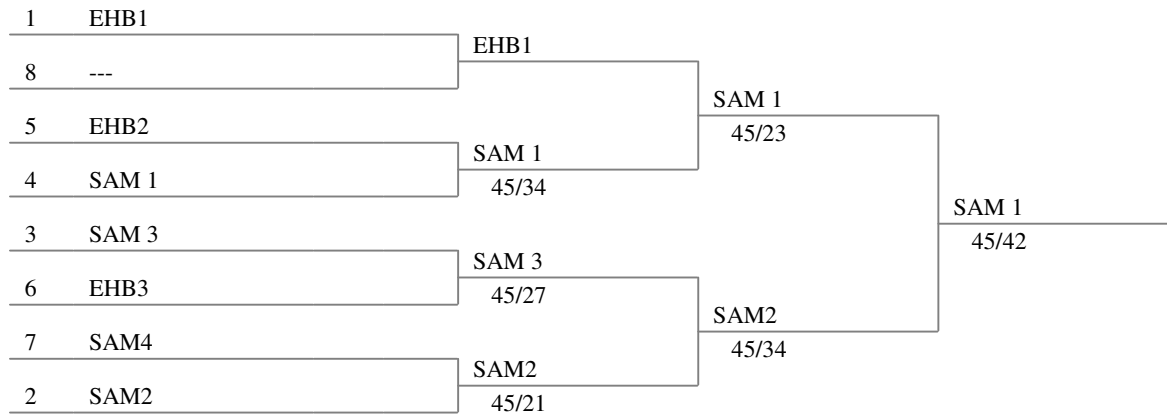 1 EHB1
EHB1
8 ---
SAM 1
45/23
5 EHB2
SAM 1
45/34
4 SAM 1
SAM 1
45/42
3 SAM 3
SAM 3
45/27
6 EHB3
SAM2
45/34
7 SAM4
SAM2
45/21
2 SAM2